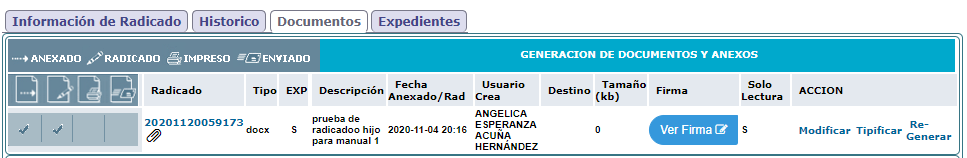 Información de Radicado Historico Documentos Expedientes
ANEXADO RADICADO IMPRESO ENVIADO GENERACION DE DOCUMENTOS Y ANEXOS
Radicado Tipo EXP Descripción Fecha Anexado/Rad Usuario Crea Destino Tamaño (kb) Firma Solo Lectura ACCION
20201120059173 docx S prueba de radicadoo hijo para manual 1 2020-11-04 20:16 ANGELICA ESPERANZA ACUÑA HERNÁNDEZ 0 Ver Firma S Modificar Tipificar Re-Generar